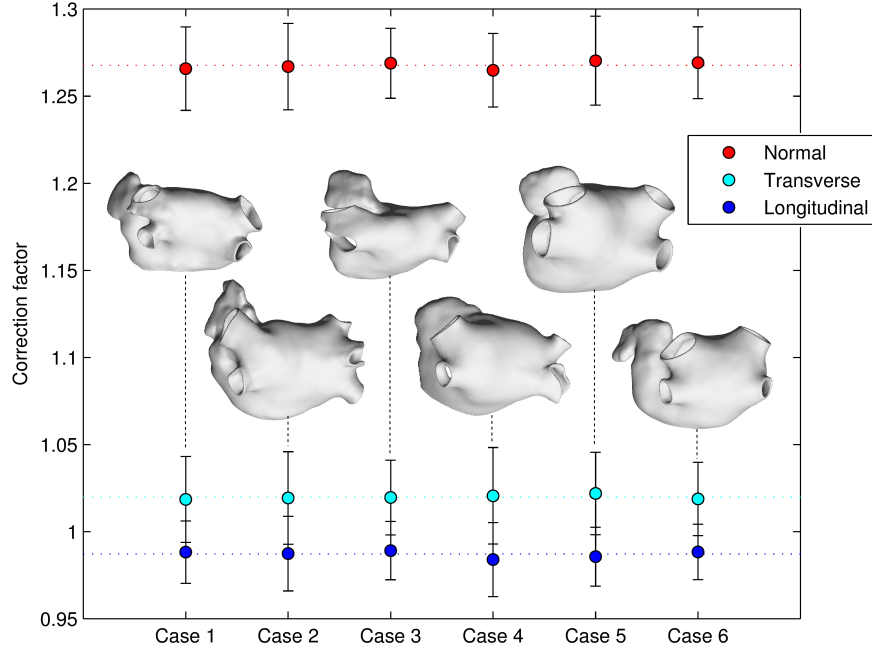 1.3
1.25
1.2
1.15
1.1
1.05
1
0.95
Correction factor
Normal
Transverse
Longitudinal
Case 1
Case 2
Case 3
Case 4
Case 5
Case 6